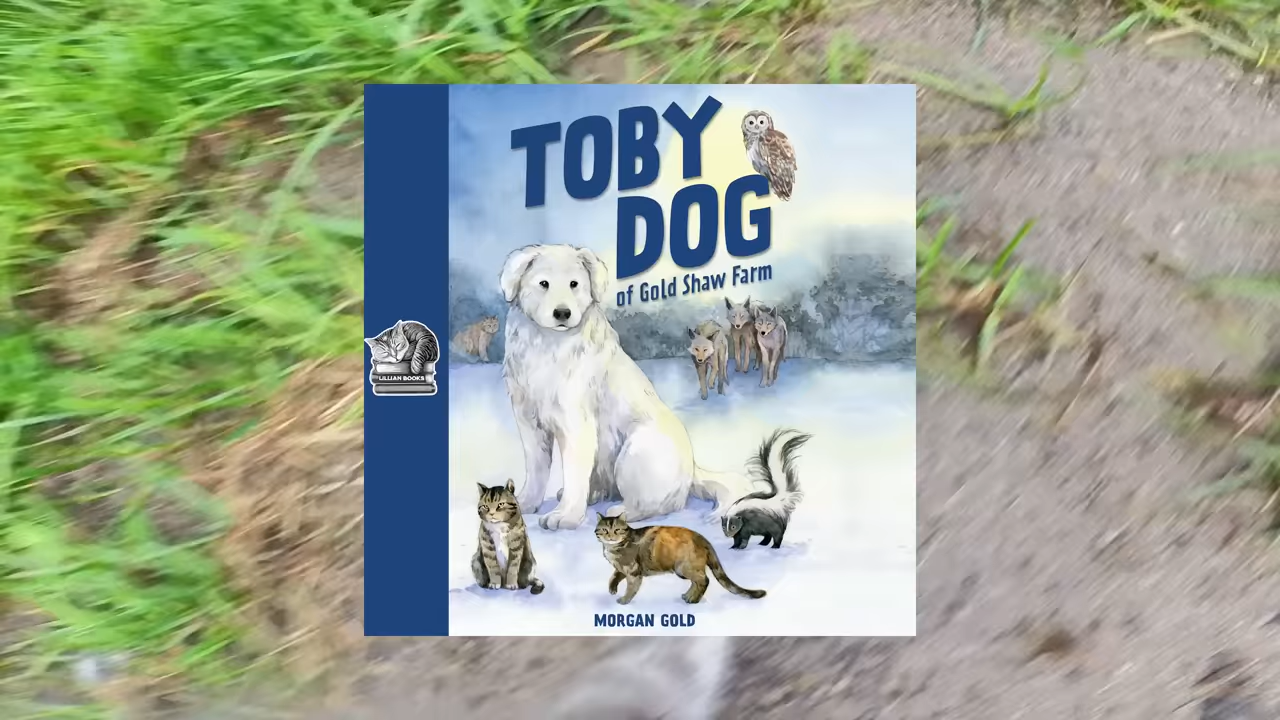 TOBY
DOG
of Gold Shaw Farm
LILLIAN BOOKS
MORGAN GOLD